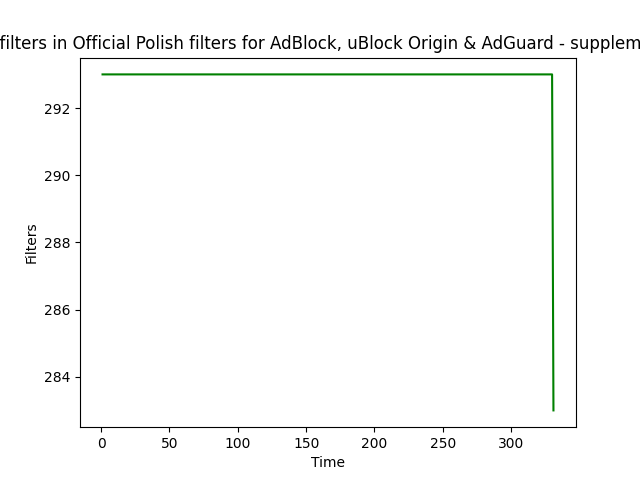 filters in Official Polish filters for AdBlock, uBlock Origin & AdGuard - supplem
292
290
288
286
284
Filters
0 50 100 150 200 250 300
Time